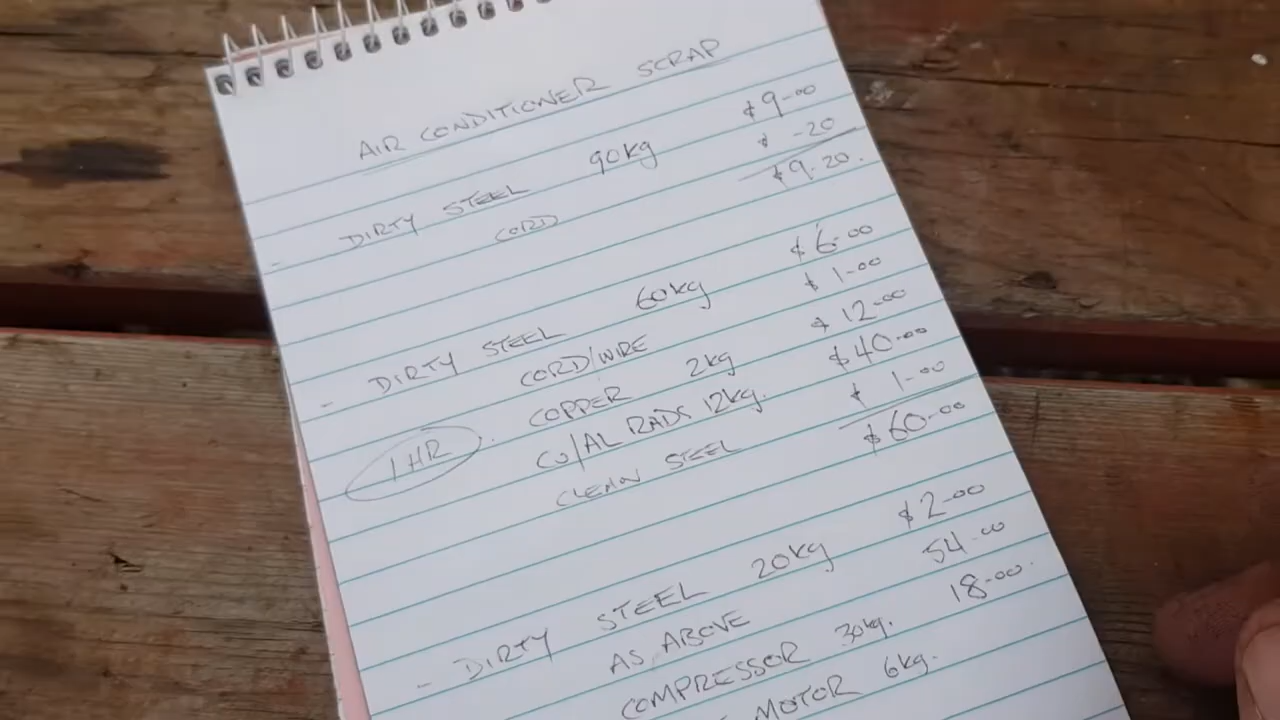 AIR CONDITIONER SCRAP
- DIRTY STEEL 90kg $9-00
CORD $ -20
$9.20.
- DIRTY STEEL 60kg $6-00
CORD/WIRE $1-00
1HR . COPPER 2kg $12-00
CU/AL RADS 12kg. $40-00
CLEAN STEEL $1-00
$60-00
- DIRTY STEEL 20kg $2-00
AS ABOVE 54-00
COMPRESSOR 30kg. 18-00.
MOTOR 6kg.